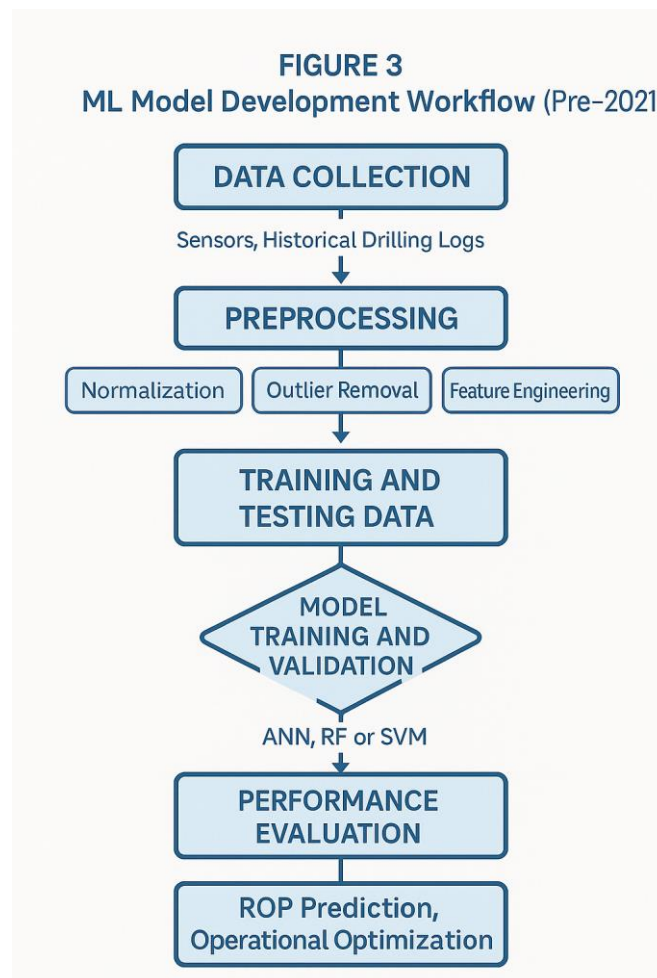 FIGURE 3
ML Model Development Workflow (Pre-2021
DATA COLLECTION
Sensors, Historical Drilling Logs
PREPROCESSING
Normalization
Outlier Removal
Feature Engineering
TRAINING AND
TESTING DATA
MODEL
TRAINING AND
VALIDATION
ANN, RF or SVM
PERFORMANCE
EVALUATION
ROP Prediction,
Operational Optimization